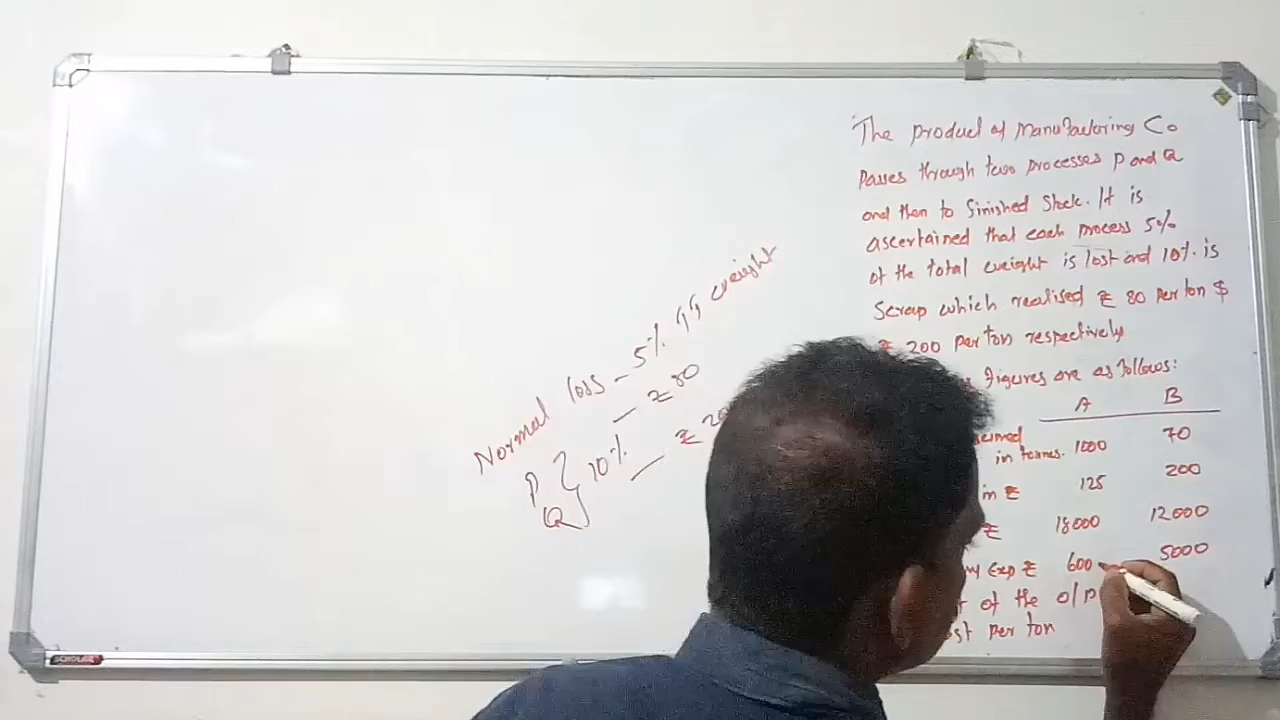 The product of Manufacturing Co
Passes through two processes P and Q
and then to finished stock. It is
ascertained that each process 5%
of the total weight is lost and 10% is
Scrap which realised ₹ 80 per ton $
₹ 200 per ton respectively
figures are as follows:
A B
in tonnes. 1000 70
in ₹ 125 200
₹ 18000 12000
Exp ₹ 600 5000
of the o/p
per ton
Normal loss - 5% weight
P } 10% — ₹ 80
Q — ₹
SCHOLAR